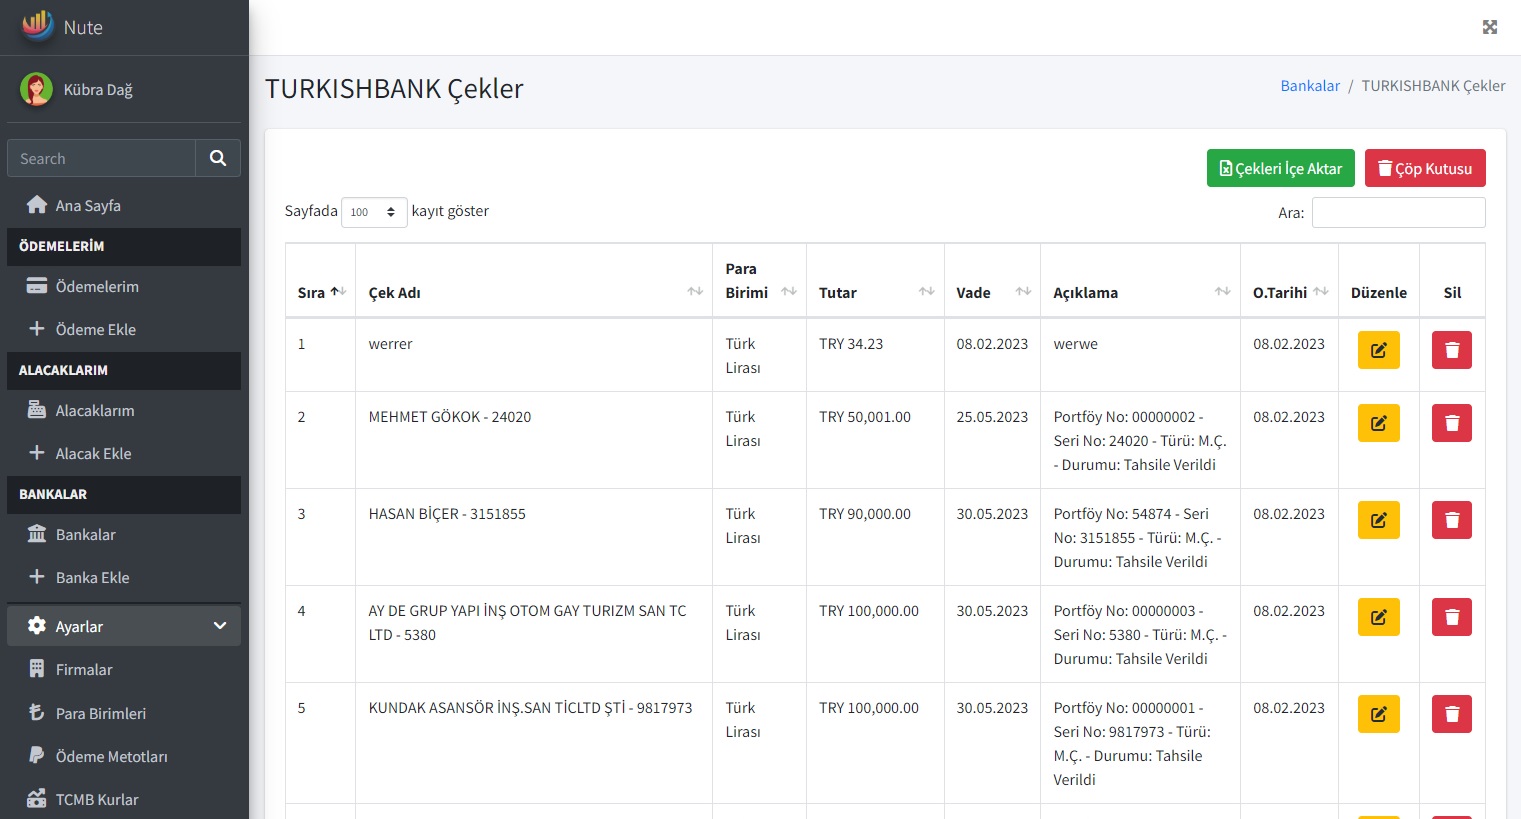 Nute
Kübra Dağ
Search
Ana Sayfa
ÖDEMELERİM
Ödemelerim
Ödeme Ekle
ALACAKLARIM
Alacaklarım
Alacak Ekle
BANKALAR
Bankalar
Banka Ekle
Ayarlar
Firmalar
Para Birimleri
Ödeme Metotları
TCMB Kurlar
TURKISHBANK Çekler
Bankalar / TURKISHBANK Çekler
Çekleri İçe Aktar
Çöp Kutusu
Sayfada 100 kayıt göster
Ara:
Sıra Çek Adı Para Birimi Tutar Vade Açıklama O.Tarihi Düzenle Sil
1 werrer Türk TRY 34.23 08.02.2023 werwe 08.02.2023
Lirası
2 MEHMET GÖKOK - 24020 Türk TRY 50,001.00 25.05.2023 Portföy No: 00000002 - 08.02.2023
Lirası Seri No: 24020 - Türü: M.Ç.
- Durumu: Tahsile Verildi
3 HASAN BİÇER - 3151855 Türk TRY 90,000.00 30.05.2023 Portföy No: 54874 - Seri 08.02.2023
Lirası No: 3151855 - Türü: M.Ç. -
Durumu: Tahsile Verildi
4 AY DE GRUP YAPI İNŞ OTOM GAY TURIZM SAN TC Türk TRY 100,000.00 30.05.2023 Portföy No: 00000003 - 08.02.2023
LTD - 5380 Lirası Seri No: 5380 - Türü: M.Ç. -
Durumu: Tahsile Verildi
5 KUNDAK ASANSÖR İNŞ.SAN TİCLTD ŞTİ - 9817973 Türk TRY 100,000.00 30.05.2023 Portföy No: 00000001 - 08.02.2023
Lirası Seri No: 9817973 - Türü:
M.Ç. - Durumu: Tahsile
Verildi